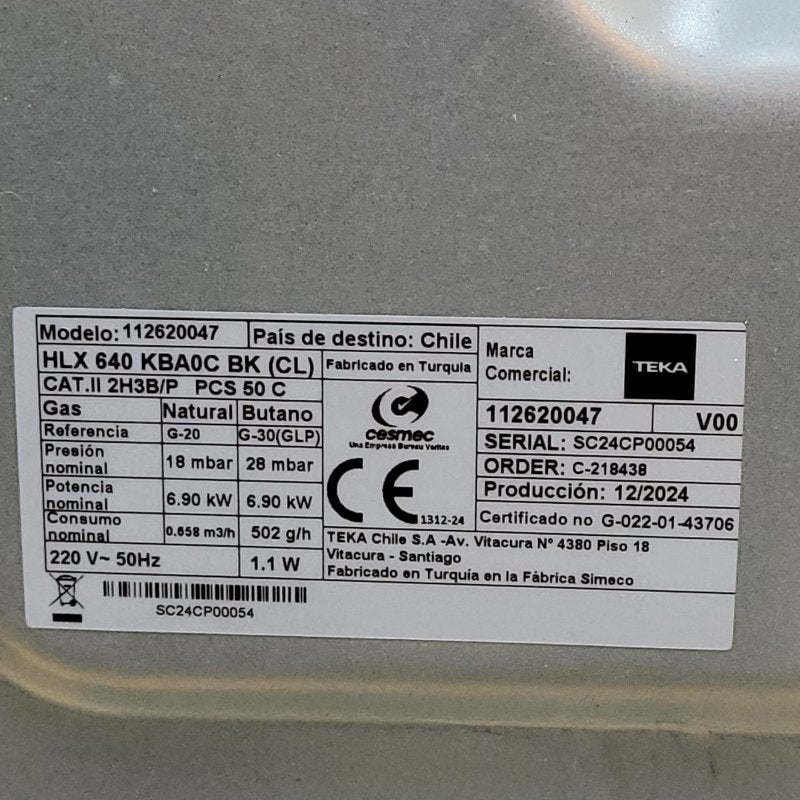 Modelo: 112620047
País de destino: Chile
HLX 640 KBA0C BK (CL)
Fabricado en Turquia
CAT.II 2H3B/P PCS 50 C
Gas Natural Butano
Referencia G-20 G-30(GLP)
Presión
nominal 18 mbar 28 mbar
Potencia
nominal 6.90 kW 6.90 kW
Consumo
nominal 0.658 m3/h 502 g/h
220 V~ 50Hz 1.1 W
SC24CP00054
cesmec
Una Empresa Bureau Veritas
CE
1312-24
Marca
Comercial:
TEKA
112620047 V00
SERIAL: SC24CP00054
ORDER: C-218438
Producción: 12/2024
Certificado no G-022-01-43706
TEKA Chile S.A -Av. Vitacura N° 4380 Piso 18
Vitacura - Santiago
Fabricado en Turquía en la Fábrica Simeco